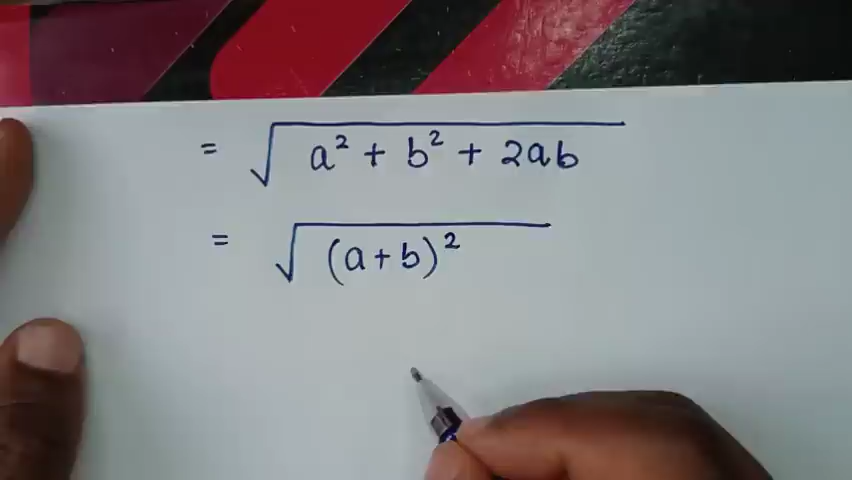 = √(a² + b² + 2ab)
= √((a+b)²)